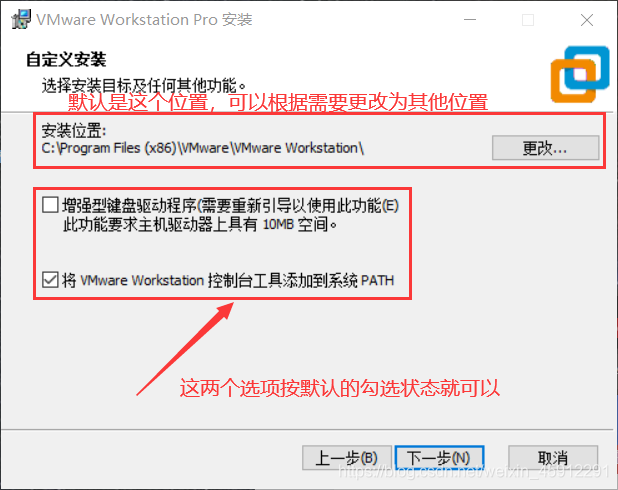 VMware Workstation Pro 安装
自定义安装
选择安装目标及任何其他功能。
默认是这个位置，可以根据需要更改为其他位置
安装位置:
C:\Program Files (x86)\VMware\VMware Workstation\
更改...
增强型键盘驱动程序(需要重新引导以使用此功能(E)
此功能要求主机驱动器上具有 10MB 空间。
将 VMware Workstation 控制台工具添加到系统 PATH
这两个选项按默认的勾选状态就可以
上一步(B) 下一步(N) 取消